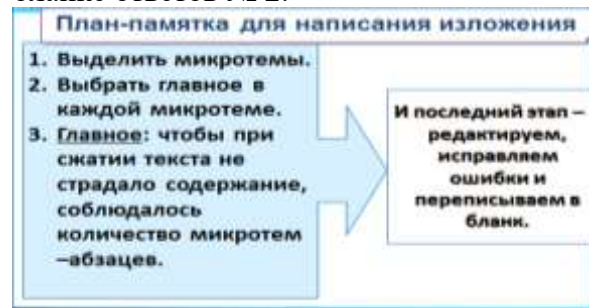 План-памятка для написания изложения
1. Выделить микротемы.
2. Выбрать главное в
каждой микротеме.
3. Главное: чтобы при
сжатии текста не
страдало содержание,
соблюдалось
количество микротем
–абзацев.
И последний этап –
редактируем,
исправляем
ошибки и
переписываем в
бланк.